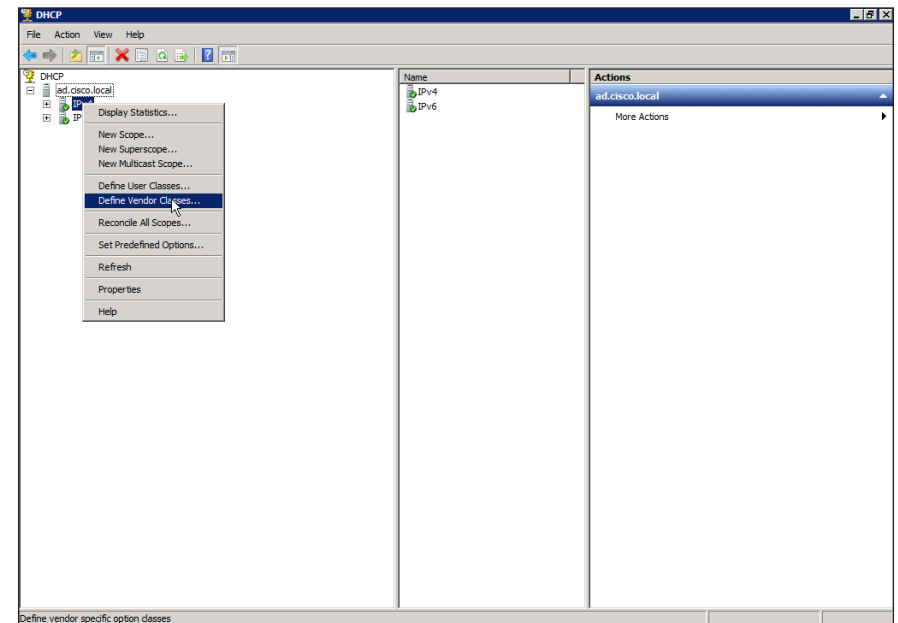 DHCP
File Action View Help
DHCP
ad.cisco.local
IP
Display Statistics...
New Scope...
New Superscope...
New Multicast Scope...
Define User Classes...
Define Vendor Classes...
Reconcile All Scopes...
Set Predefined Options...
Refresh
Properties
Help
Name
IPv4
IPv6
Actions
ad.cisco.local
More Actions
Define vendor specific option classes